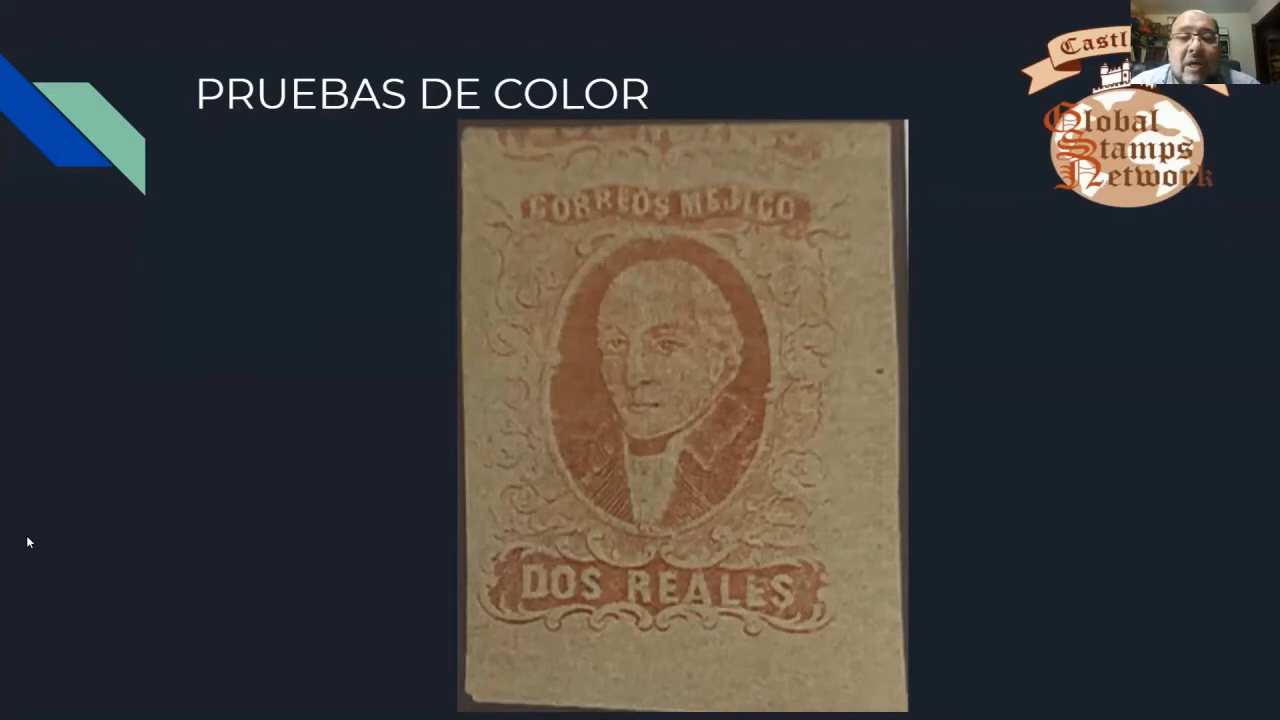 PRUEBAS DE COLOR
Castl
Global
Stamps
Network
CORREOS MEJICO
DOS REALES